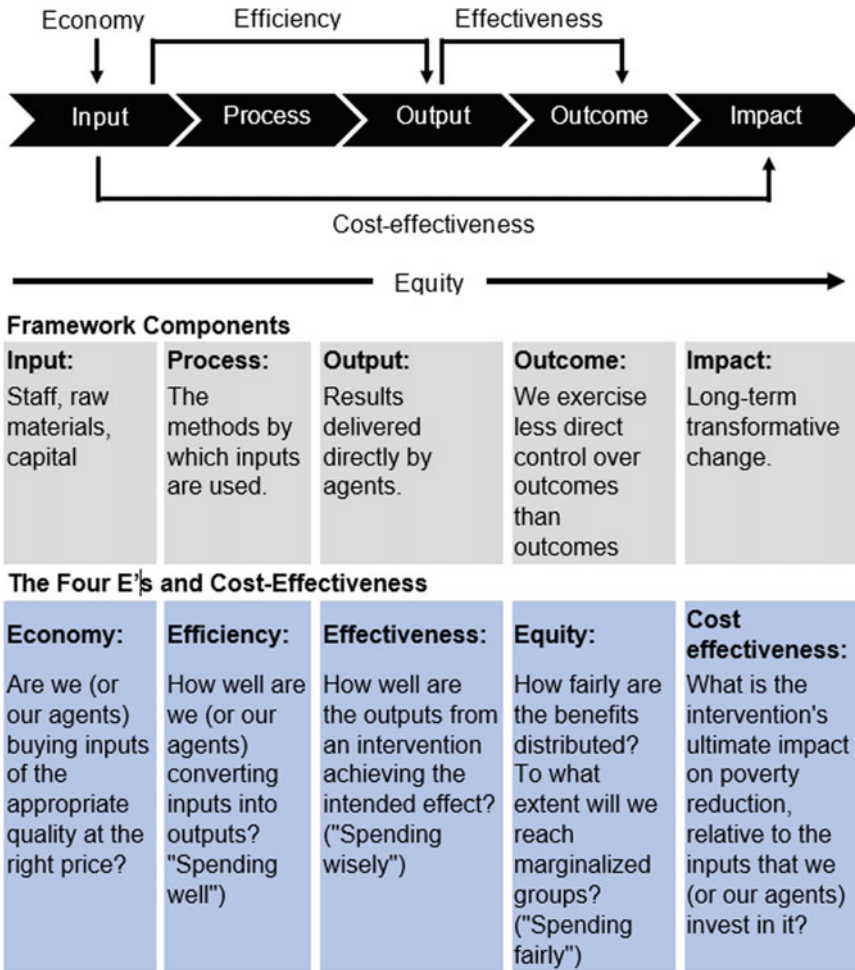 Economy
Efficiency
Effectiveness
Input
Process
Output
Outcome
Impact
Cost-effectiveness
Equity
Framework Components
Input:
Staff, raw
materials,
capital
Process:
The
methods by
which inputs
are used.
Output:
Results
delivered
directly by
agents.
Outcome:
We exercise
less direct
control over
outcomes
than
outcomes
Impact:
Long-term
transformative
change.
The Four E's and Cost-Effectiveness
Economy:
Are we (or
our agents)
buying inputs
of the
appropriate
quality at the
right price?
Efficiency:
How well are
we (or our
agents)
converting
inputs into
outputs?
"Spending
well")
Effectiveness:
How well are
the outputs from
an intervention
achieving the
intended effect?
("Spending
wisely")
Equity:
How fairly are
the benefits
distributed?
To what
extent will we
reach
marginalized
groups?
("Spending
fairly")
Cost
effectiveness:
What is the
intervention's
ultimate impact
on poverty
reduction,
relative to the
inputs that we
(or our agents)
invest in it?